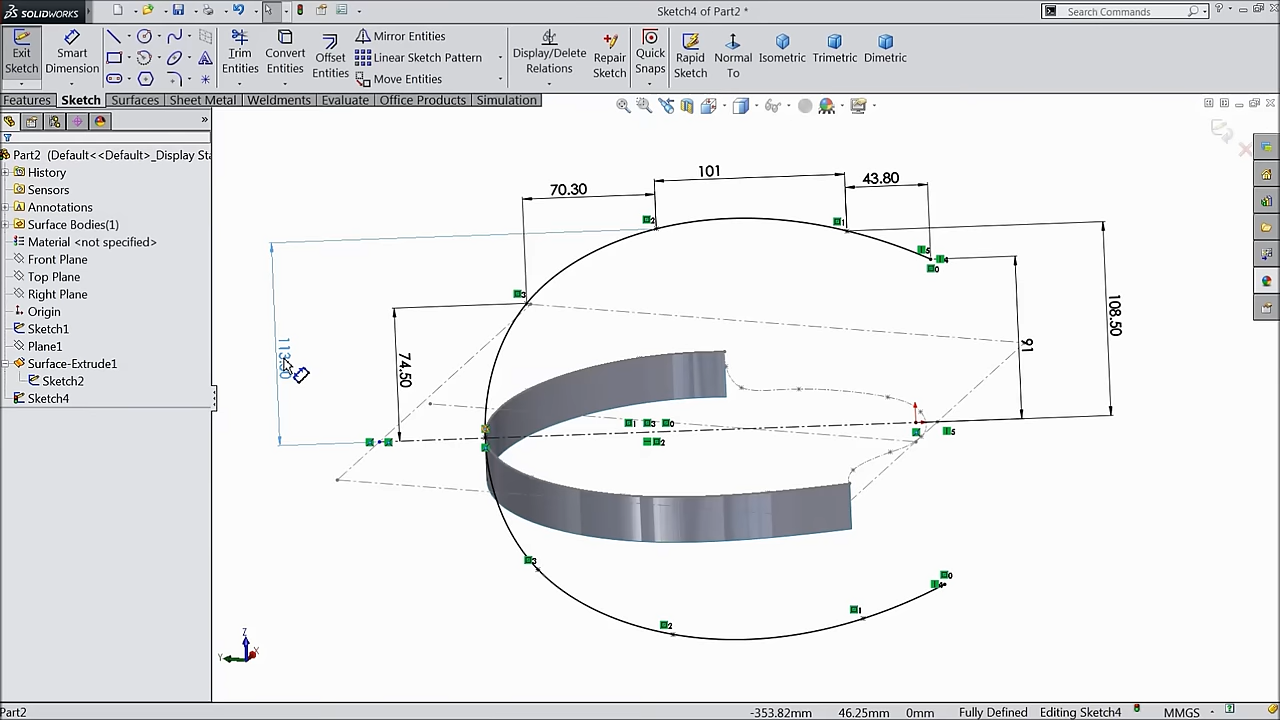 SOLIDWORKS
Sketch4 of Part2 *
Search Commands
Exit Sketch
Smart Dimension
Trim Entities
Convert Entities
Offset Entities
Mirror Entities
Linear Sketch Pattern
Move Entities
Display/Delete Relations
Repair Sketch
Quick Snaps
Rapid Sketch
Normal To
Isometric
Trimetric
Dimetric
Features
Sketch
Surfaces
Sheet Metal
Weldments
Evaluate
Office Products
Simulation
Part2 (Default<<Default>_Display Sta
History
Sensors
Annotations
Surface Bodies(1)
Material <not specified>
Front Plane
Top Plane
Right Plane
Origin
Sketch1
Plane1
Surface-Extrude1
Sketch2
Sketch4
70.30
101
43.80
74.50
91
108.50
Z
Y
X
Part2
-353.82mm
46.25mm
0mm
Fully Defined
Editing Sketch4
MMGS